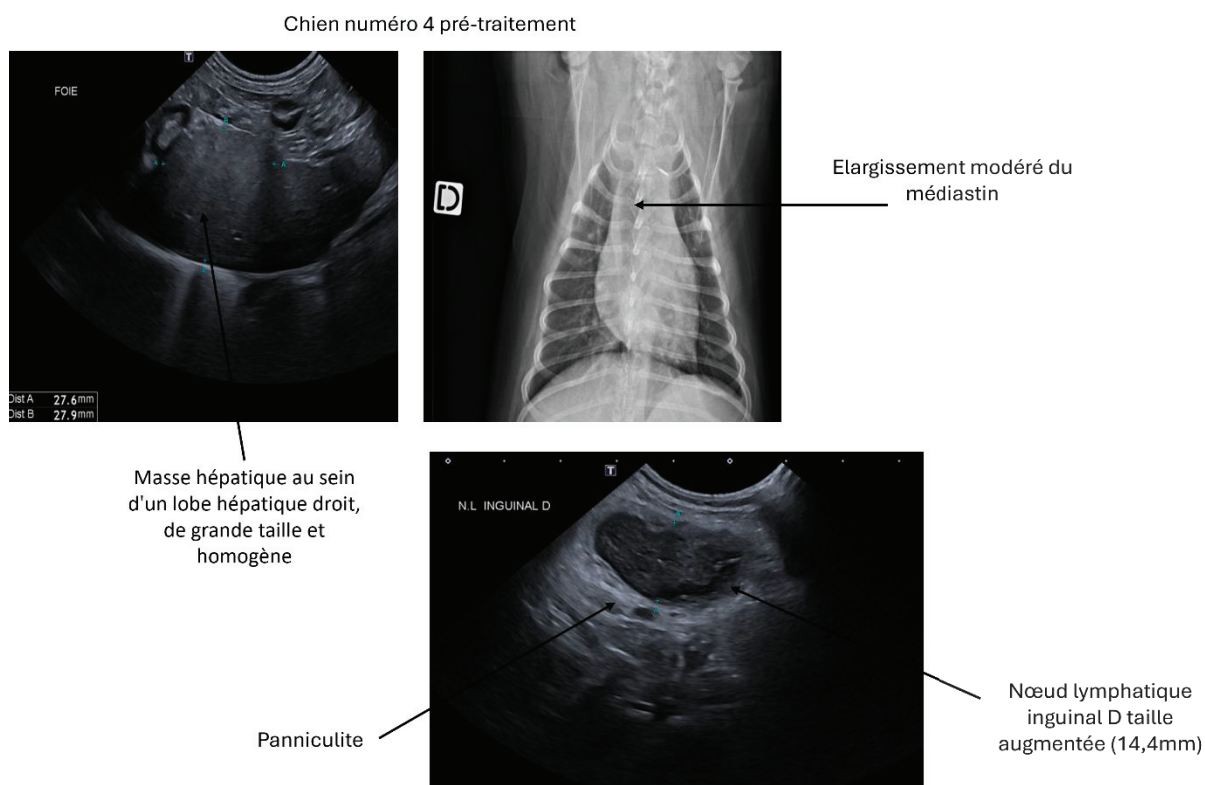 Chien numéro 4 pré-traitement
T
FOIE
A
Dist A 27.6mm
Dist B 27.9mm
D
Elargissement modéré du
médiastin
Masse hépatique au sein
d'un lobe hépatique droit,
de grande taille et
homogène
T
N.L INGUINAL D
Panniculite
Nœud lymphatique
inguinal D taille
augmentée (14,4mm)